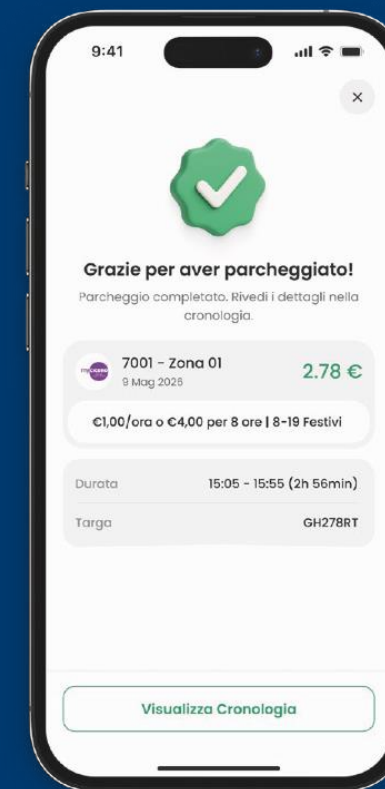 9:41
Grazie per aver parcheggiato!
Parcheggio completato. Rivedi i dettagli nella
cronologia.
7001 - Zona 01
2.78 €
9 Mag 2026
€1,00/ora o €4,00 per 8 ore | 8-19 Festivi
Durata
15:05 - 15:55 (2h 56min)
Targa
GH278RT
Visualizza Cronologia